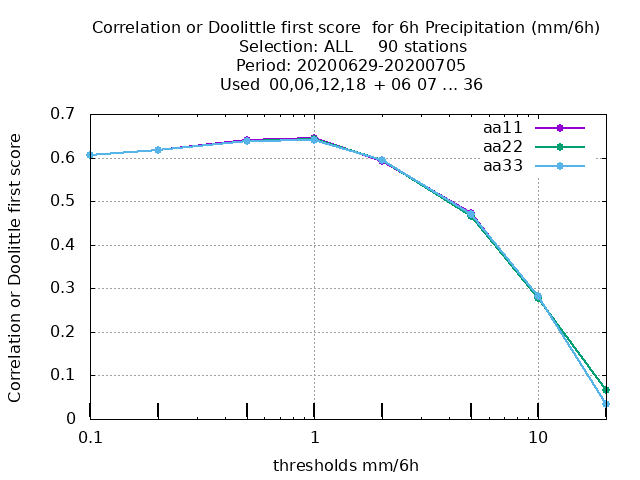 Correlation or Doolittle first score  for 6h Precipitation (mm/6h)
Selection: ALL     90 stations
Period: 20200629-20200705
Used  00,06,12,18  + 06 07 ... 36
aa11
aa22
aa33
Correlation or Doolittle first score
0.7
0.6
0.5
0.4
0.3
0.2
0.1
0
0.1
1
10
thresholds mm/6h